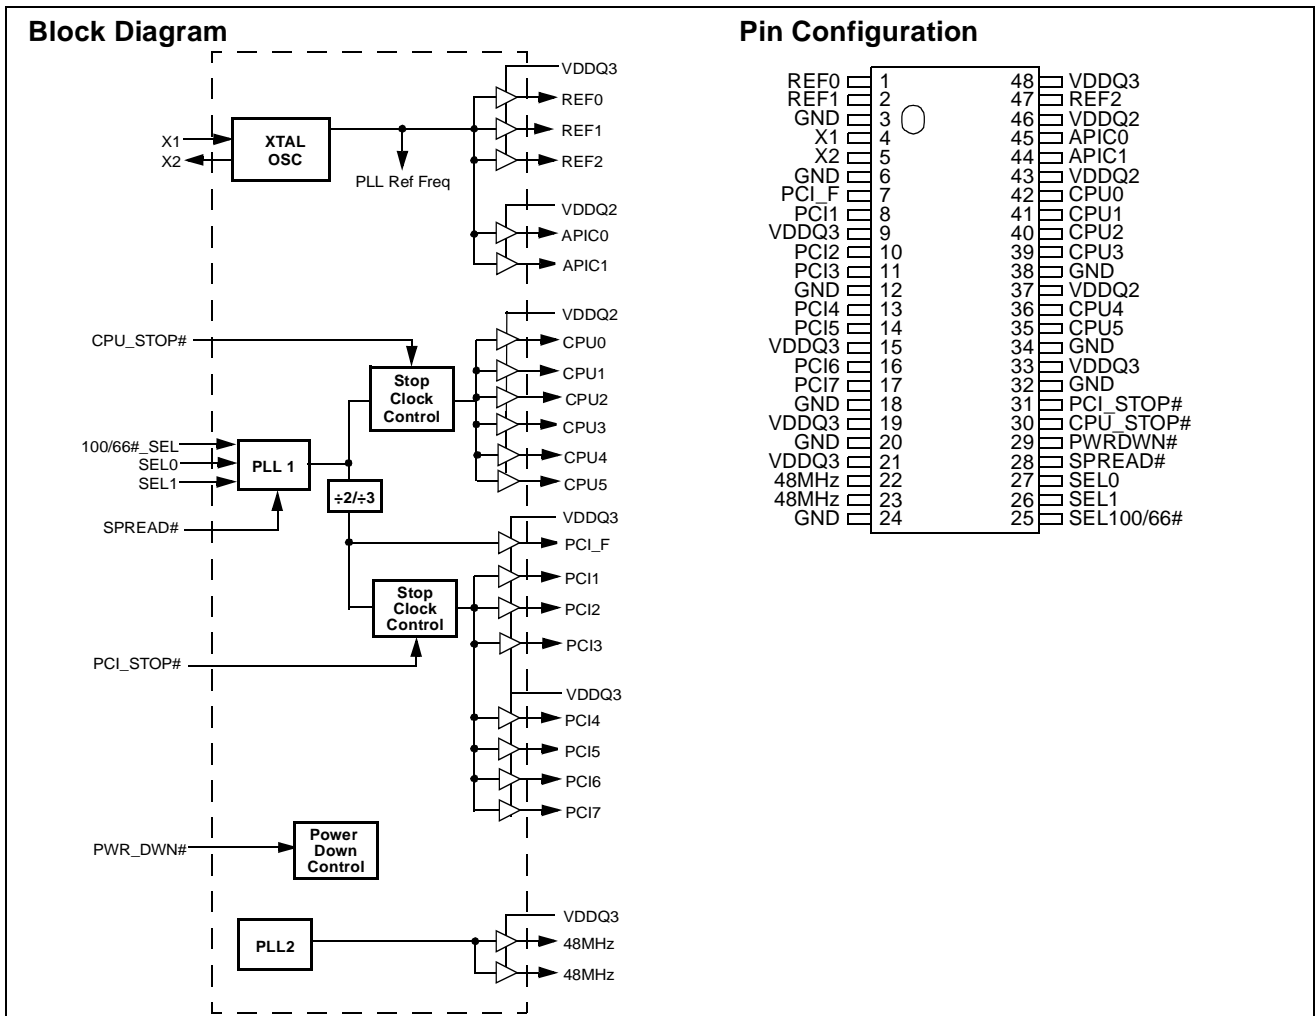 Block Diagram
VDDQ3
REF0
REF1
REF2
X1
X2
XTAL
OSC
PLL Ref Freq
VDDQ2
APIC0
APIC1
VDDQ2
CPU_STOP#
CPU0
CPU1
CPU2
CPU3
CPU4
CPU5
Stop
Clock
Control
100/66#_SEL
SEL0
SEL1
PLL 1
÷2/÷3
SPREAD#
VDDQ3
PCI_F
PCI1
PCI2
PCI3
Stop
Clock
Control
PCI_STOP#
VDDQ3
PCI4
PCI5
PCI6
PCI7
PWR_DWN#
Power
Down
Control
VDDQ3
PLL2
48MHz
48MHz
Pin Configuration
REF0 1 48 VDDQ3
REF1 2 47 REF2
GND 3 46 VDDQ2
X1 4 45 APIC0
X2 5 44 APIC1
GND 6 43 VDDQ2
PCI_F 7 42 CPU0
PCI1 8 41 CPU1
VDDQ3 9 40 CPU2
PCI2 10 39 CPU3
PCI3 11 38 GND
GND 12 37 VDDQ2
PCI4 13 36 CPU4
PCI5 14 35 CPU5
VDDQ3 15 34 GND
PCI6 16 33 VDDQ3
PCI7 17 32 GND
GND 18 31 PCI_STOP#
VDDQ3 19 30 CPU_STOP#
GND 20 29 PWRDWN#
VDDQ3 21 28 SPREAD#
48MHz 22 27 SEL0
48MHz 23 26 SEL1
GND 24 25 SEL100/66#